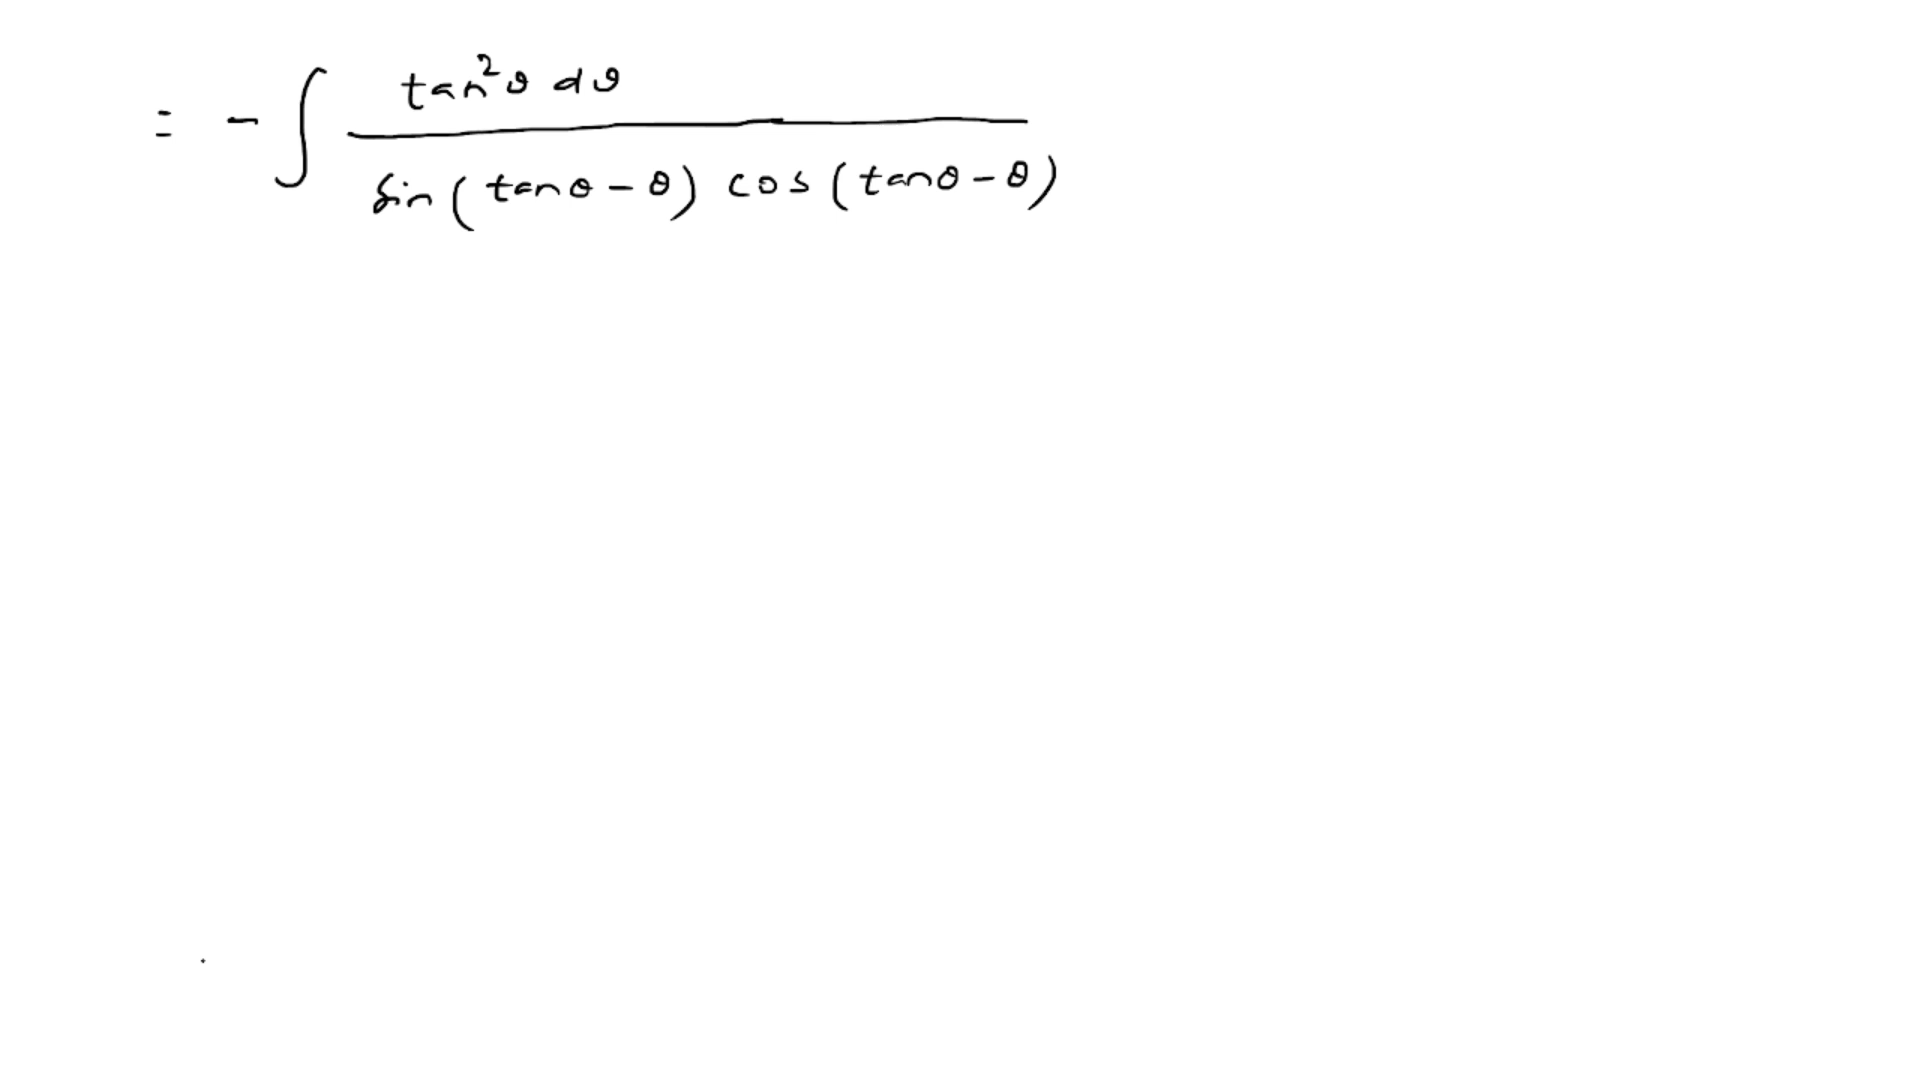 = - ∫ tan²θ dθ / sin(tanθ - θ) cos(tanθ - θ)